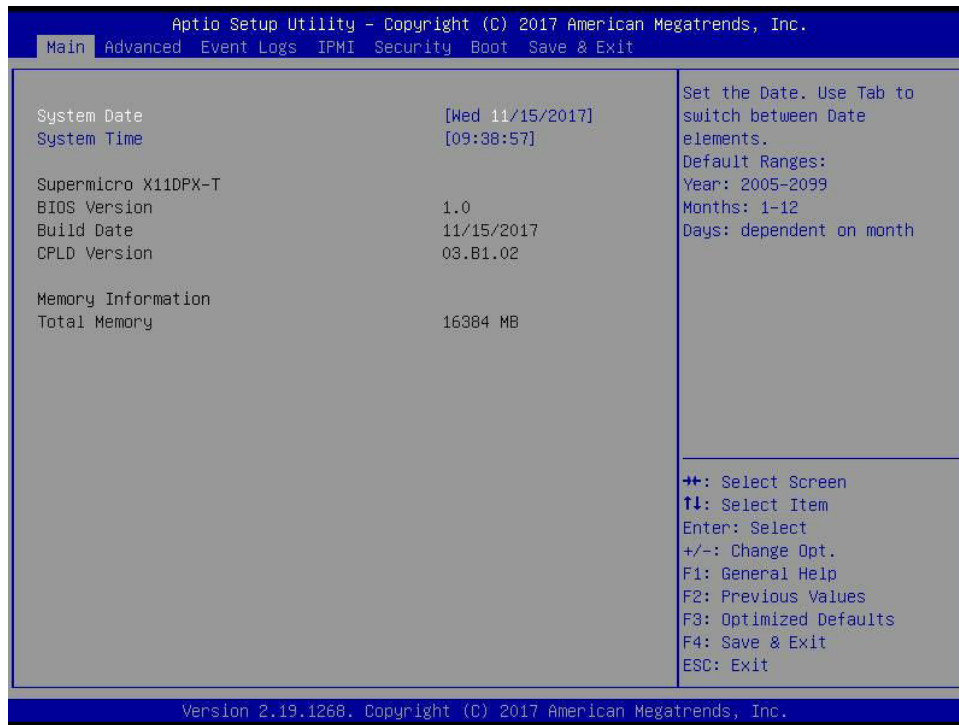 Aptio Setup Utility – Copyright (C) 2017 American Megatrends, Inc.
Main Advanced Event Logs IPMI Security Boot Save & Exit
System Date [Wed 11/15/2017]
System Time [09:38:57]
Supermicro X11DPX-T
BIOS Version 1.0
Build Date 11/15/2017
CPLD Version 03.B1.02
Memory Information
Total Memory 16384 MB
Set the Date. Use Tab to
switch between Date
elements.
Default Ranges:
Year: 2005-2099
Months: 1-12
Days: dependent on month
→←: Select Screen
↑↓: Select Item
Enter: Select
+/-: Change Opt.
F1: General Help
F2: Previous Values
F3: Optimized Defaults
F4: Save & Exit
ESC: Exit
Version 2.19.1268. Copyright (C) 2017 American Megatrends, Inc.